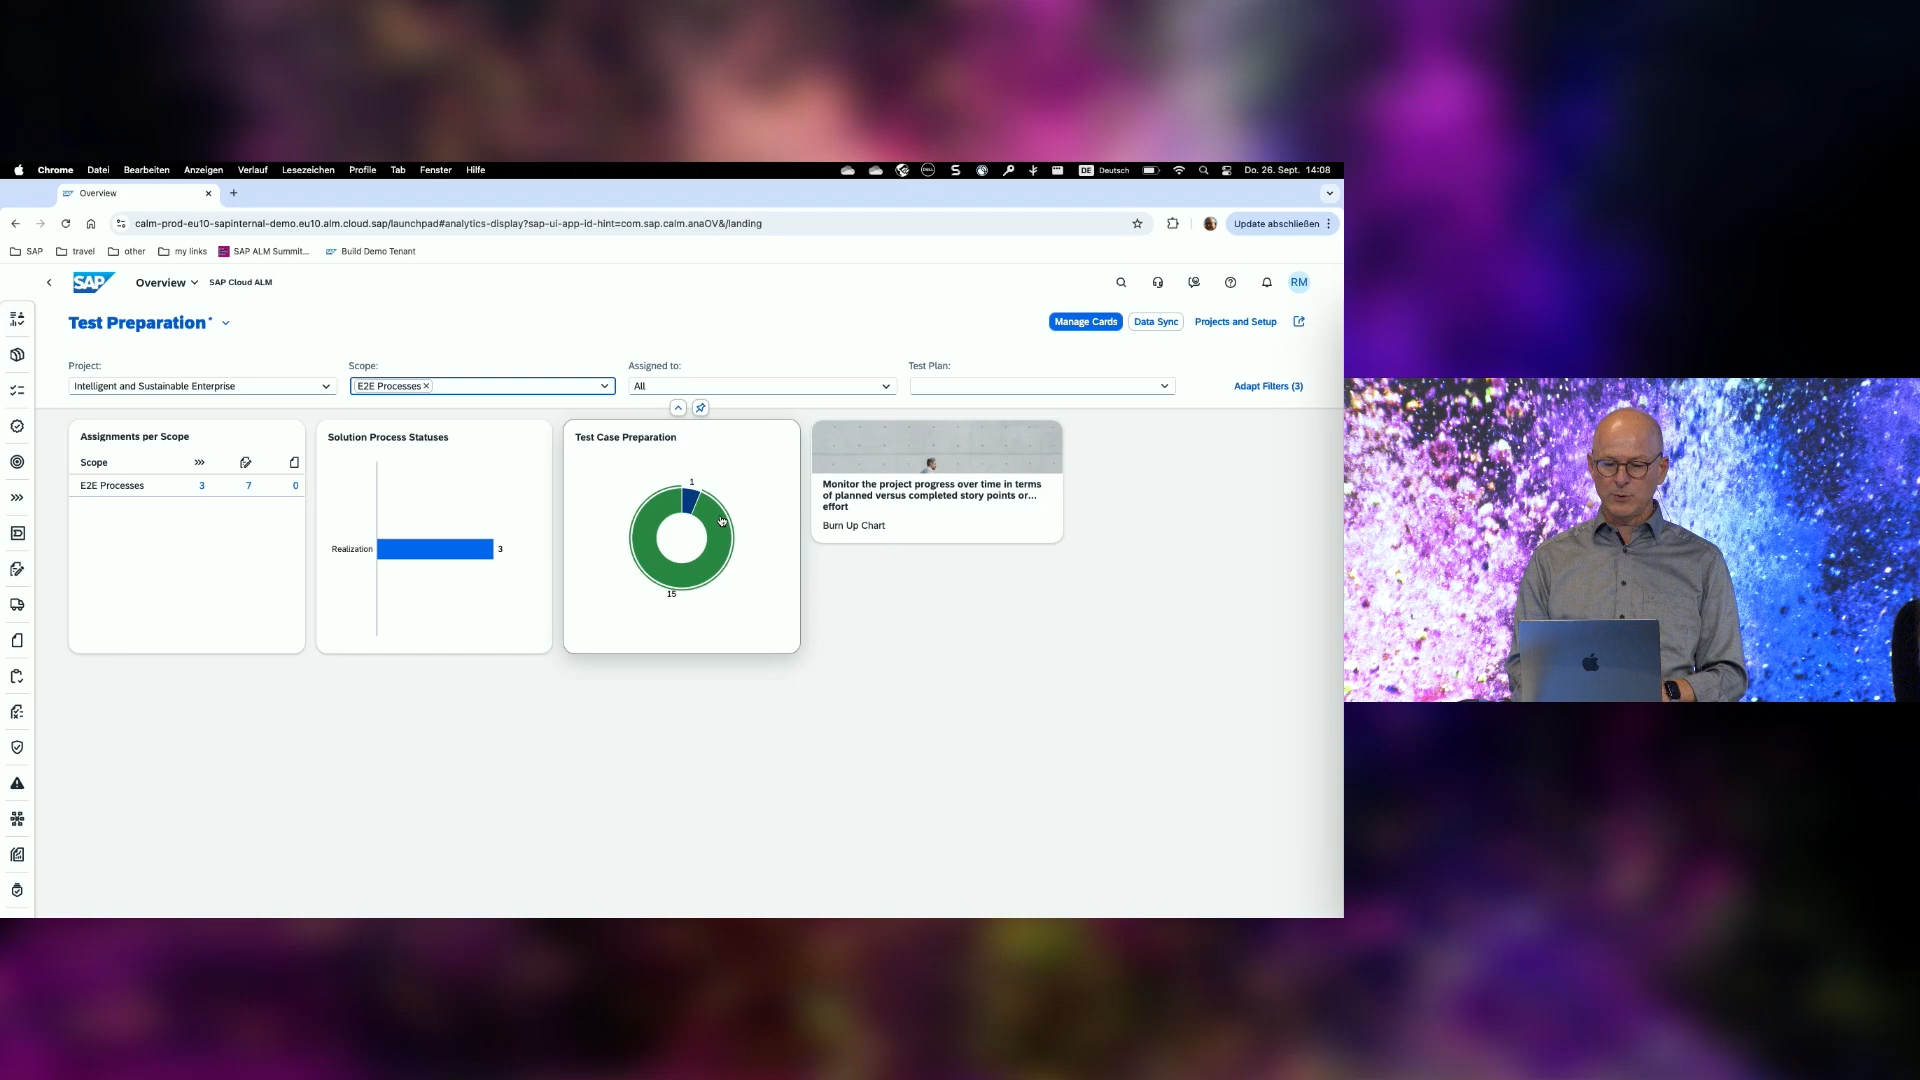 Chrome Datei Bearbeiten Anzeigen Verlauf Lesezeichen Profile Tab Fenster Hilfe
DE Deutsch Do. 26. Sept. 14:08
Overview
calm-prod-eu10-sapinternal-demo.eu10.alm.cloud.sap/launchpad#analytics-display?sap-ui-app-id-hint=com.sap.calm.anaOV&/landing
Update abschließen
SAP travel other my links SAP ALM Summit... Build Demo Tenant
SAP Overview SAP Cloud ALM
RM
Test Preparation*
Manage Cards Data Sync Projects and Setup
Project: Scope: Assigned to: Test Plan:
Intelligent and Sustainable Enterprise E2E Processes All
Adapt Filters (3)
Assignments per Scope
Scope
E2E Processes 3 7 0
Solution Process Statuses
Realization 3
Test Case Preparation
1
15
Monitor the project progress over time in terms
of planned versus completed story points or...
effort
Burn Up Chart